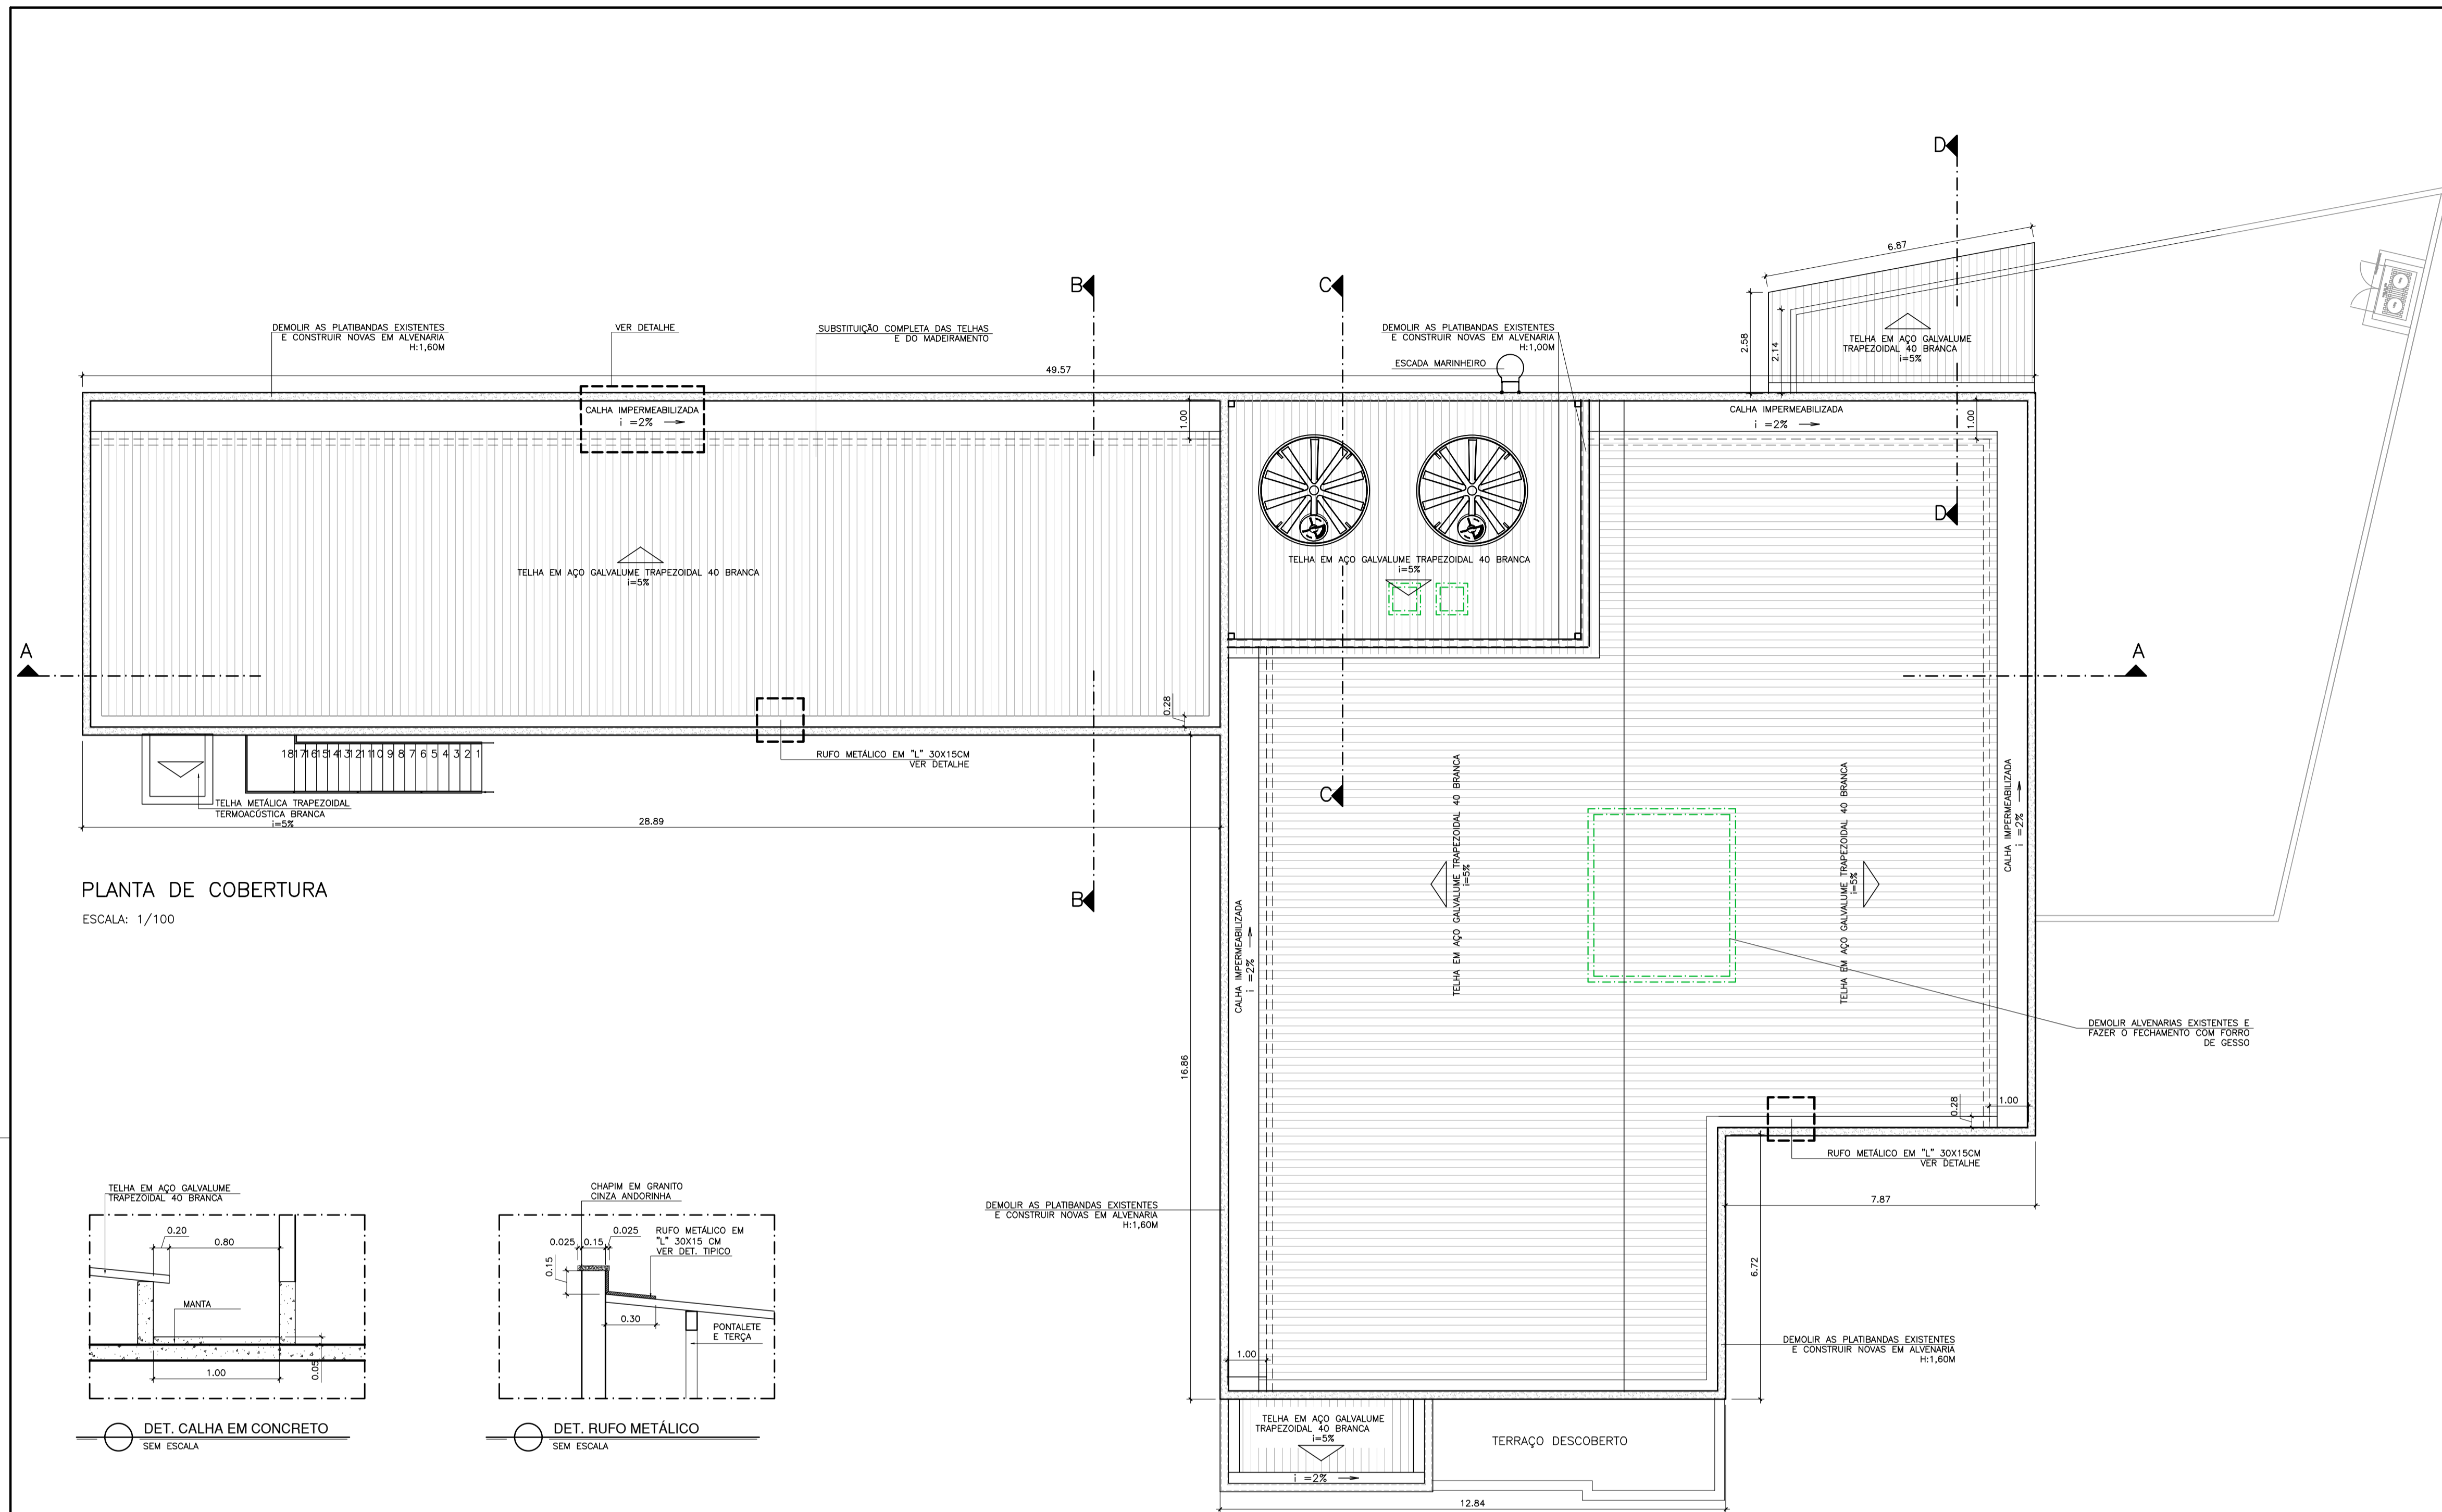 D
6.87
B
C
DEMOLIR AS PLATIBANDAS EXISTENTES
E CONSTRUIR NOVAS EM ALVENARIA
H:1,60M
VER DETALHE
SUBSTITUIÇÃO COMPLETA DAS TELHAS
E DO MADEIRAMENTO
DEMOLIR AS PLATIBANDAS EXISTENTES
E CONSTRUIR NOVAS EM ALVENARIA
H:1,00M
ESCADA MARINHEIRO
2.58
2.14
TELHA EM AÇO GALVALUME
TRAPEZOIDAL 40 BRANCA
i=5%
49.57
CALHA IMPERMEABILIZADA
i =2%
1.00
CALHA IMPERMEABILIZADA
i =2%
1.00
D
TELHA EM AÇO GALVALUME TRAPEZOIDAL 40 BRANCA
i=5%
TELHA EM AÇO GALVALUME TRAPEZOIDAL 40 BRANCA
i=5%
A
A
0.28
18 17 16 15 14 13 12 11 10 9 8 7 6 5 4 3 2 1
RUFO METÁLICO EM "L" 30X15CM
VER DETALHE
TELHA METÁLICA TRAPEZOIDAL
TERMOACÚSTICA BRANCA
i=5%
28.89
C
TELHA EM AÇO GALVALUME TRAPEZOIDAL 40 BRANCA
i=5%
TELHA EM AÇO GALVALUME TRAPEZOIDAL 40 BRANCA
i=5%
CALHA IMPERMEABILIZADA
i =2%
PLANTA DE COBERTURA
ESCALA: 1/100
B
CALHA IMPERMEABILIZADA
i =2%
DEMOLIR ALVENARIAS EXISTENTES E
FAZER O FECHAMENTO COM FORRO
DE GESSO
16.86
0.28
1.00
RUFO METÁLICO EM "L" 30X15CM
VER DETALHE
7.87
DEMOLIR AS PLATIBANDAS EXISTENTES
E CONSTRUIR NOVAS EM ALVENARIA
H:1,60M
6.72
DEMOLIR AS PLATIBANDAS EXISTENTES
E CONSTRUIR NOVAS EM ALVENARIA
H:1,60M
1.00
TELHA EM AÇO GALVALUME
TRAPEZOIDAL 40 BRANCA
0.20
0.80
MANTA
1.00
0.05
DET. CALHA EM CONCRETO
SEM ESCALA
CHAPIM EM GRANITO
CINZA ANDORINHA
0.025
0.15
0.025
RUFO METÁLICO EM
"L" 30X15 CM
VER DET. TIPICO
0.15
0.30
PONTALETE
E TERÇA
DET. RUFO METÁLICO
SEM ESCALA
TELHA EM AÇO GALVALUME
TRAPEZOIDAL 40 BRANCA
i=5%
i =2%
TERRAÇO DESCOBERTO
12.84